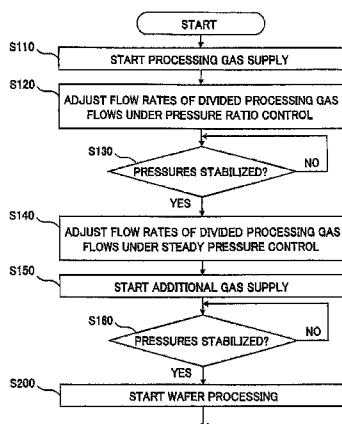 START
S110
START PROCESSING GAS SUPPLY
S120
ADJUST FLOW RATES OF DIVIDED PROCESSING GAS
FLOWS UNDER PRESSURE RATIO CONTROL
S130
PRESSURES STABILIZED?
NO
YES
S140
ADJUST FLOW RATES OF DIVIDED PROCESSING GAS
FLOWS UNDER STEADY PRESSURE CONTROL
S150
START ADDITIONAL GAS SUPPLY
S160
PRESSURES STABILIZED?
NO
YES
S200
START WAFER PROCESSING